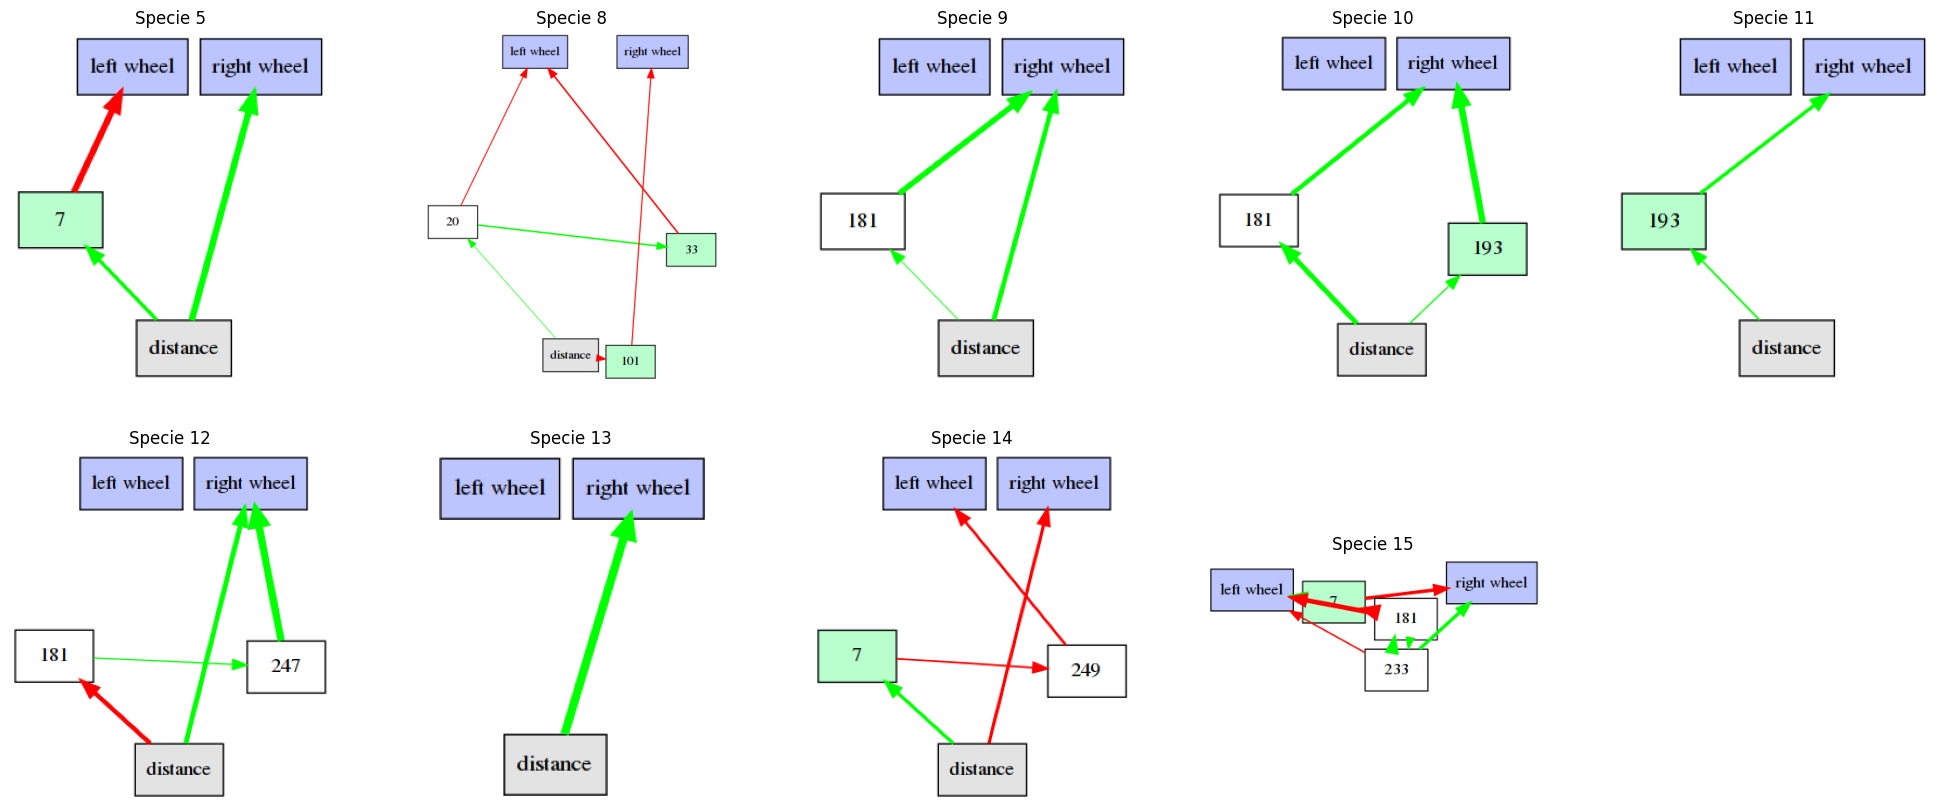 Specie 5
left wheel
right wheel
7
distance
Specie 8
left wheel
right wheel
20
33
distance
101
Specie 9
left wheel
right wheel
181
distance
Specie 10
left wheel
right wheel
181
193
distance
Specie 11
left wheel
right wheel
193
distance
Specie 12
left wheel
right wheel
181
247
distance
Specie 13
left wheel
right wheel
distance
Specie 14
left wheel
right wheel
7
249
distance
Specie 15
left wheel
7
right wheel
181
233